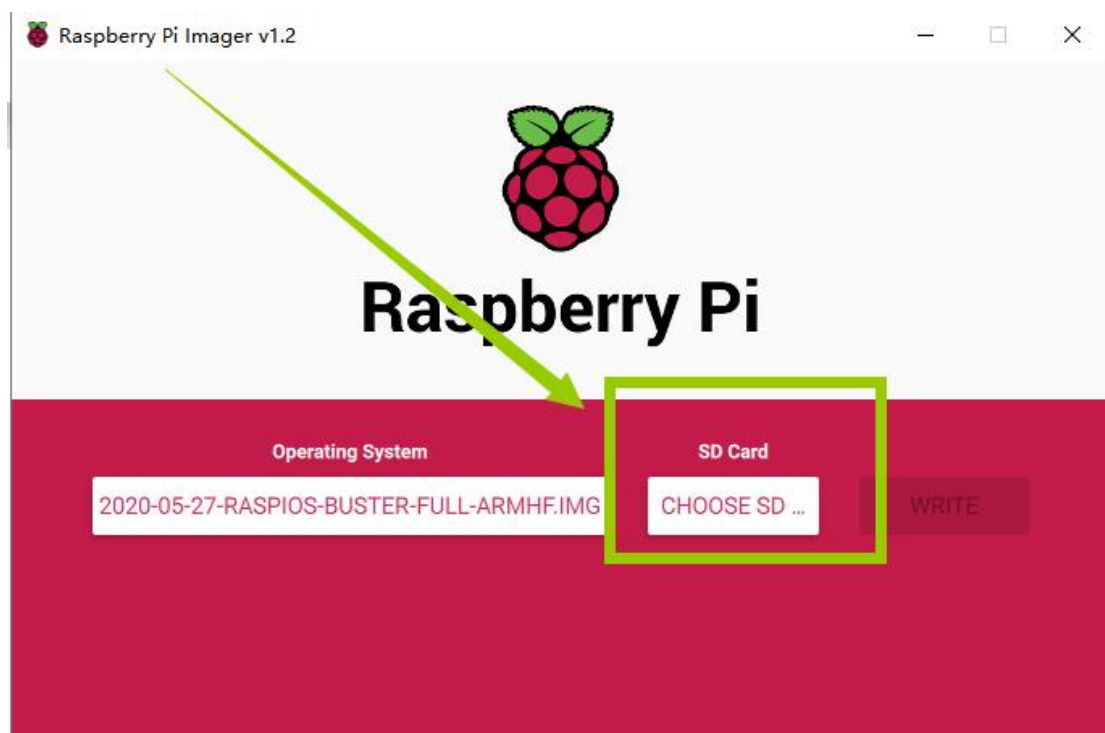 Raspberry Pi Imager v1.2
Raspberry Pi
Operating System
SD Card
2020-05-27-RASPIOS-BUSTER-FULL-ARMHF.IMG
CHOOSE SD ...
WRITE